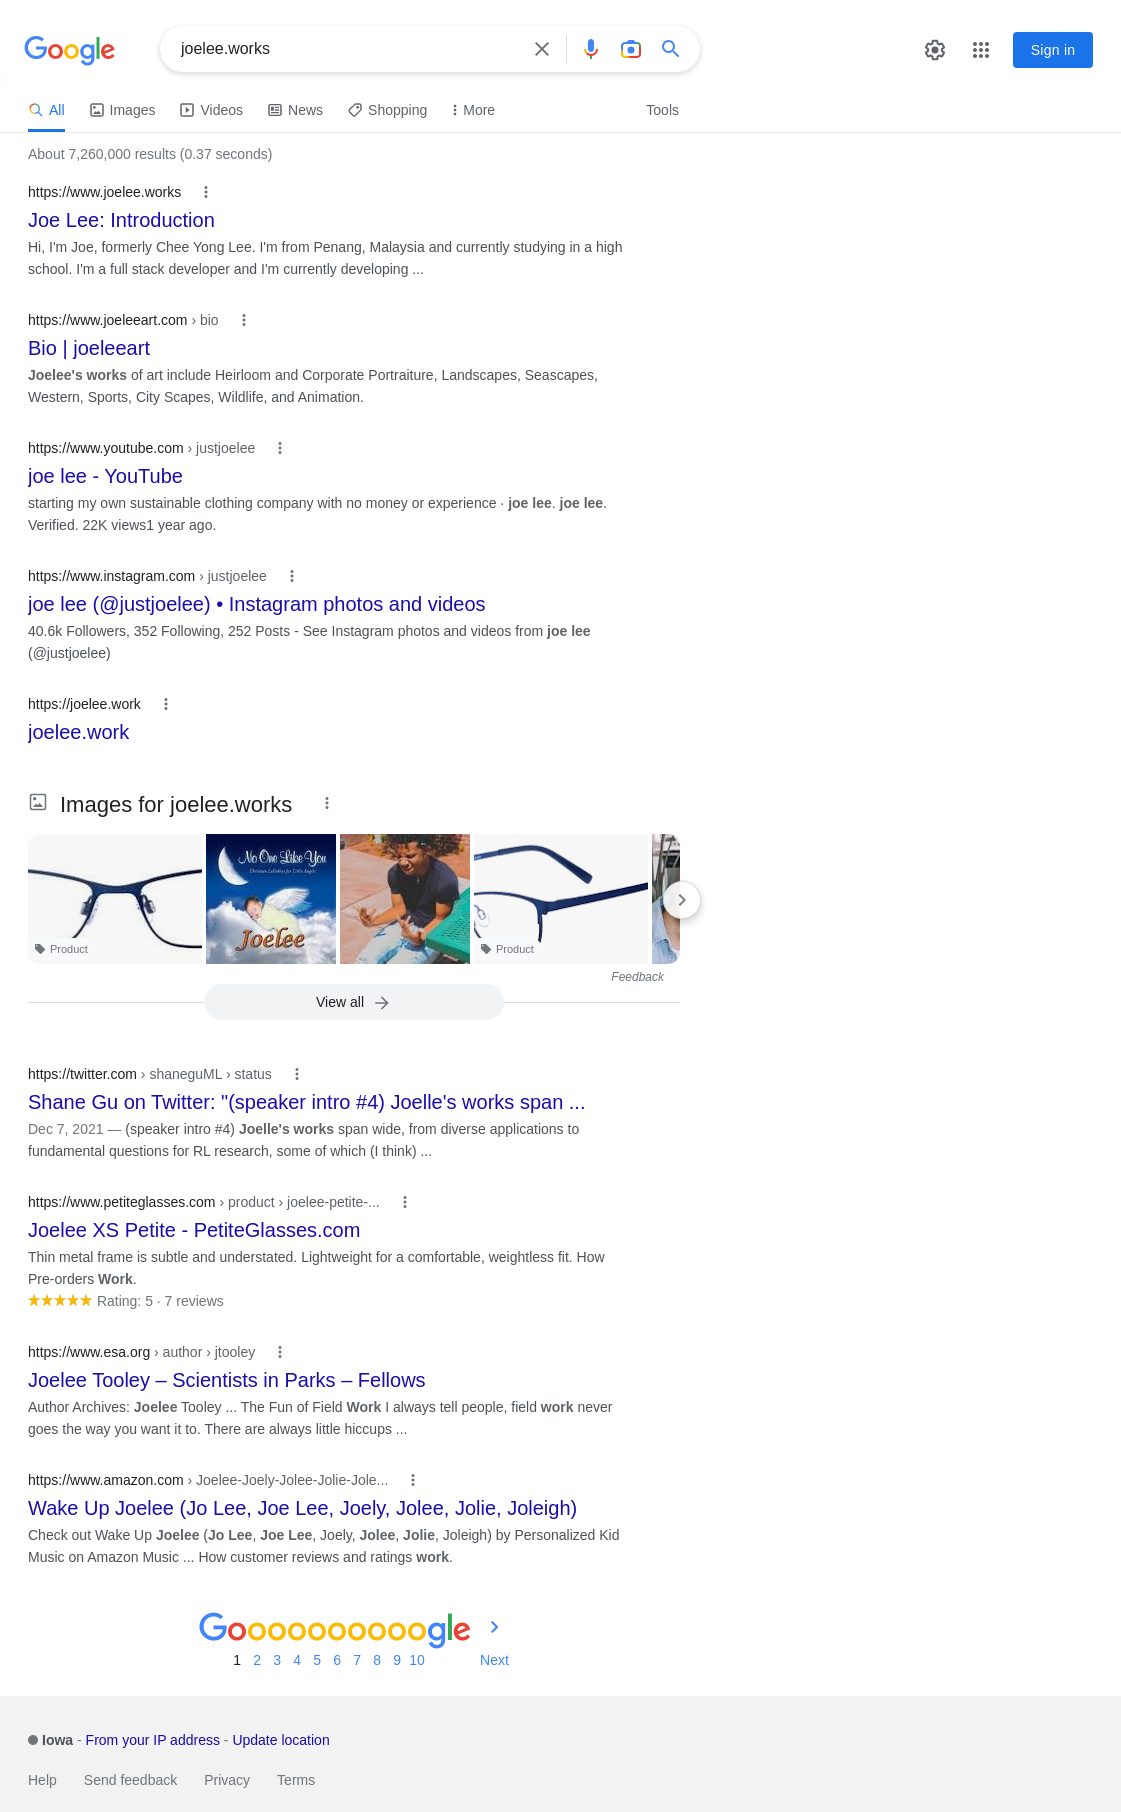 Google
joelee.works
Sign in
All Images Videos News Shopping More Tools
About 7,260,000 results (0.37 seconds)
https://www.joelee.works
Joe Lee: Introduction
Hi, I'm Joe, formerly Chee Yong Lee. I'm from Penang, Malaysia and currently studying in a high
school. I'm a full stack developer and I'm currently developing ...
https://www.joeleeart.com › bio
Bio | joeleeart
Joelee's works of art include Heirloom and Corporate Portraiture, Landscapes, Seascapes,
Western, Sports, City Scapes, Wildlife, and Animation.
https://www.youtube.com › justjoelee
joe lee - YouTube
starting my own sustainable clothing company with no money or experience · joe lee. joe lee.
Verified. 22K views1 year ago.
https://www.instagram.com › justjoelee
joe lee (@justjoelee) • Instagram photos and videos
40.6k Followers, 352 Following, 252 Posts - See Instagram photos and videos from joe lee
(@justjoelee)
https://joelee.work
joelee.work
Images for joelee.works
No One Like You
Christian Lullabies for Little Angels
Joelee
Product
Product
Feedback
View all
https://twitter.com › shaneguML › status
Shane Gu on Twitter: "(speaker intro #4) Joelle's works span ...
Dec 7, 2021 — (speaker intro #4) Joelle's works span wide, from diverse applications to
fundamental questions for RL research, some of which (I think) ...
https://www.petiteglasses.com › product › joelee-petite-...
Joelee XS Petite - PetiteGlasses.com
Thin metal frame is subtle and understated. Lightweight for a comfortable, weightless fit. How
Pre-orders Work.
Rating: 5 · 7 reviews
https://www.esa.org › author › jtooley
Joelee Tooley – Scientists in Parks – Fellows
Author Archives: Joelee Tooley ... The Fun of Field Work I always tell people, field work never
goes the way you want it to. There are always little hiccups ...
https://www.amazon.com › Joelee-Joely-Jolee-Jolie-Jole...
Wake Up Joelee (Jo Lee, Joe Lee, Joely, Jolee, Jolie, Joleigh)
Check out Wake Up Joelee (Jo Lee, Joe Lee, Joely, Jolee, Jolie, Joleigh) by Personalized Kid
Music on Amazon Music ... How customer reviews and ratings work.
Goooooooooogle
1 2 3 4 5 6 7 8 9 10 Next
Iowa - From your IP address - Update location
Help Send feedback Privacy Terms